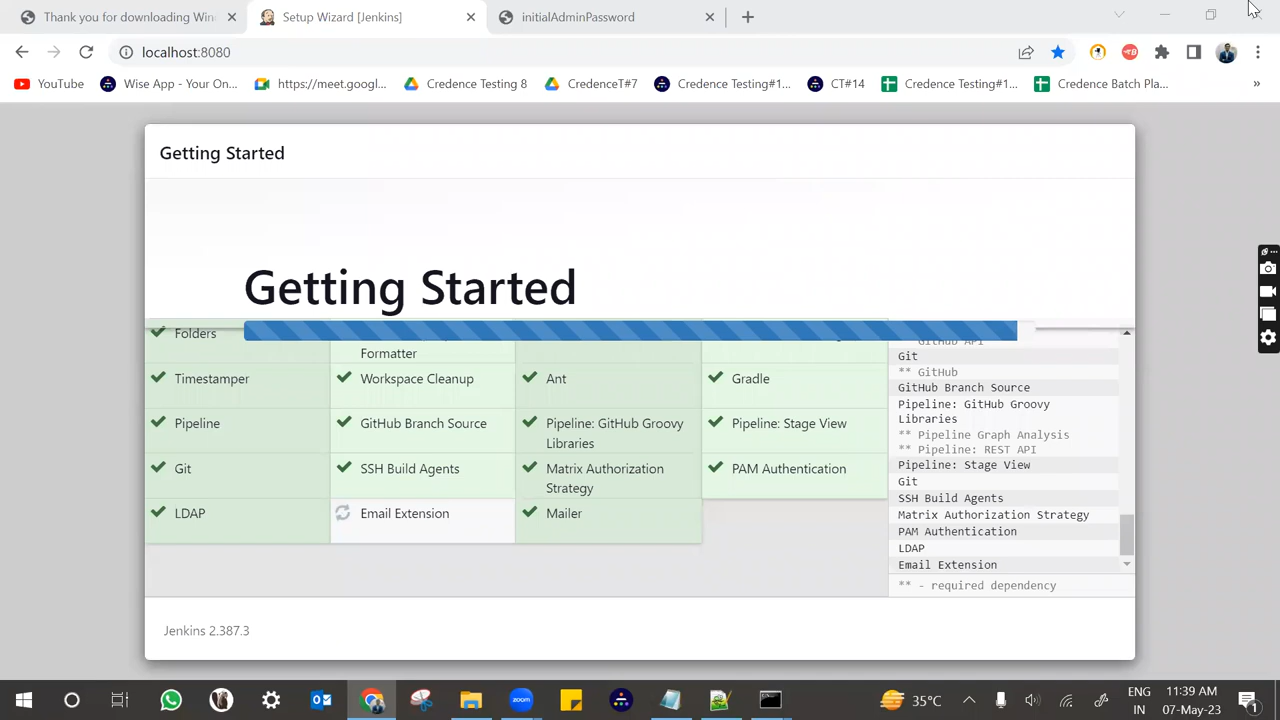 Thank you for downloading Win
Setup Wizard [Jenkins]
initialAdminPassword
localhost:8080
YouTube
Wise App - Your On...
https://meet.googl...
Credence Testing 8
CredenceT#7
Credence Testing#1...
CT#14
Credence Testing#1...
Credence Batch Pla...
Getting Started
Getting Started
Folders
Formatter
Timestamper
Workspace Cleanup
Ant
Gradle
Pipeline
GitHub Branch Source
Pipeline: GitHub Groovy
Libraries
Pipeline: Stage View
Git
SSH Build Agents
Matrix Authorization
Strategy
PAM Authentication
LDAP
Email Extension
Mailer
GitHub API
Git
** GitHub
GitHub Branch Source
Pipeline: GitHub Groovy
Libraries
** Pipeline Graph Analysis
** Pipeline: REST API
Pipeline: Stage View
Git
SSH Build Agents
Matrix Authorization Strategy
PAM Authentication
LDAP
Email Extension
** - required dependency
Jenkins 2.387.3
35°C
ENG
IN
11:39 AM
07-May-23
1